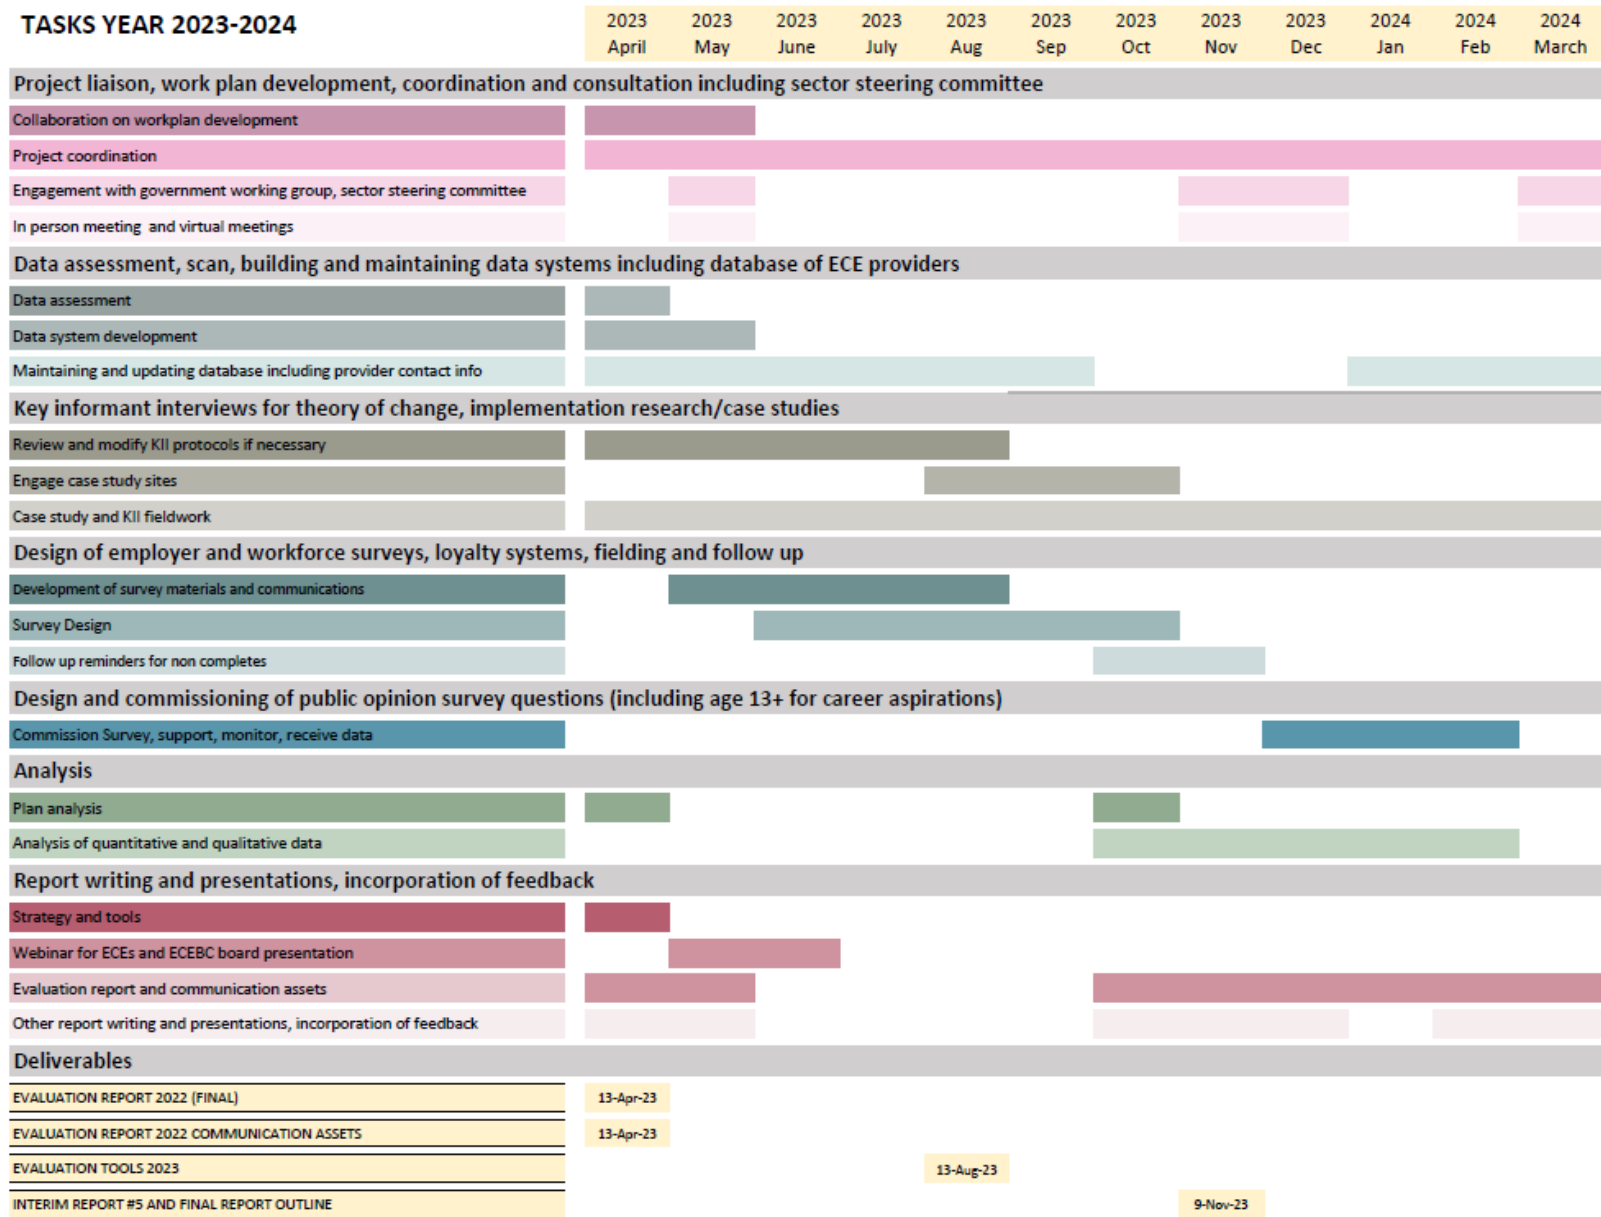 TASKS YEAR 2023-2024
2023 2023 2023 2023 2023 2023 2023 2023 2023 2024 2024 2024
April May June July Aug Sep Oct Nov Dec Jan Feb March
Project liaison, work plan development, coordination and consultation including sector steering committee
Collaboration on workplan development
Project coordination
Engagement with government working group, sector steering committee
In person meeting and virtual meetings
Data assessment, scan, building and maintaining data systems including database of ECE providers
Data assessment
Data system development
Maintaining and updating database including provider contact info
Key informant interviews for theory of change, implementation research/case studies
Review and modify KII protocols if necessary
Engage case study sites
Case study and KII fieldwork
Design of employer and workforce surveys, loyalty systems, fielding and follow up
Development of survey materials and communications
Survey Design
Follow up reminders for non completes
Design and commissioning of public opinion survey questions (including age 13+ for career aspirations)
Commission Survey, support, monitor, receive data
Analysis
Plan analysis
Analysis of quantitative and qualitative data
Report writing and presentations, incorporation of feedback
Strategy and tools
Webinar for ECEs and ECEBC board presentation
Evaluation report and communication assets
Other report writing and presentations, incorporation of feedback
Deliverables
EVALUATION REPORT 2022 (FINAL) 13-Apr-23
EVALUATION REPORT 2022 COMMUNICATION ASSETS 13-Apr-23
EVALUATION TOOLS 2023 13-Aug-23
INTERIM REPORT #5 AND FINAL REPORT OUTLINE 9-Nov-23